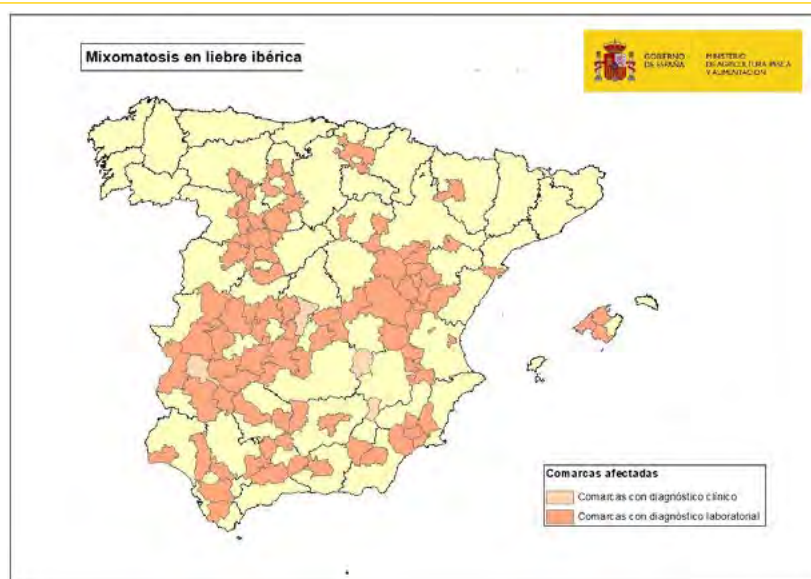 Mixomatosis en liebre ibérica
GOBIERNO
DE ESPAÑA
MINISTERIO
DE AGRICULTURA, PESCA
Y ALIMENTACIÓN
Comarcas afectadas
Comarcas con diagnóstico clínico
Comarcas con diagnóstico laboratorial